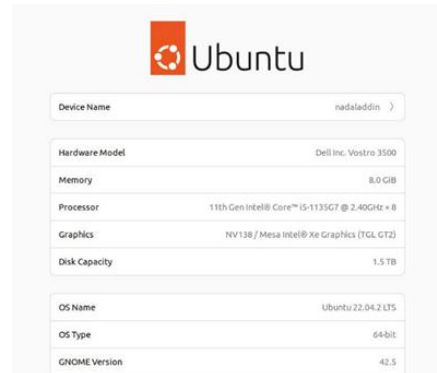 Ubuntu
Device Name nadaladdin 〉
Hardware Model Dell Inc. Vostro 3500
Memory 8.0 GiB
Processor 11th Gen Intel® Core™ i5-1135G7 @ 2.40GHz × 8
Graphics NV138 / Mesa Intel® Xe Graphics (TGL GT2)
Disk Capacity 1.5 TB
OS Name Ubuntu 22.04.2 LTS
OS Type 64-bit
GNOME Version 42.5